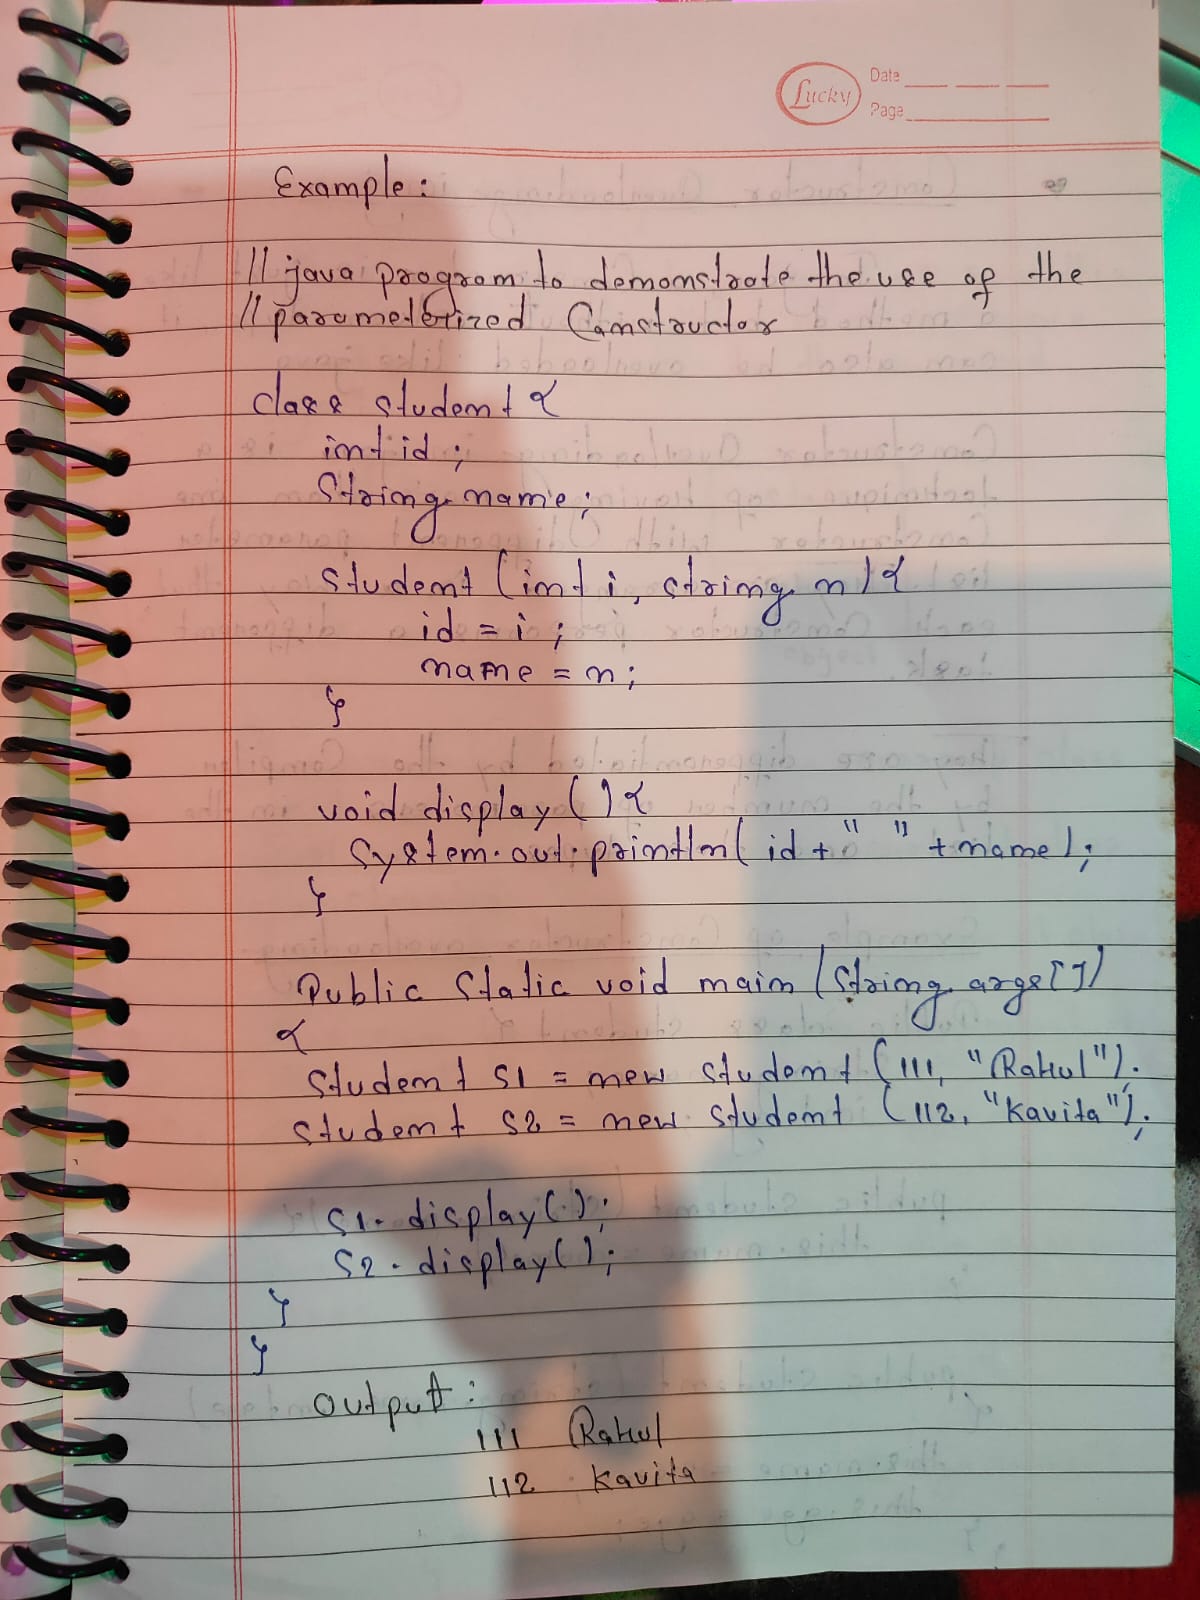 Lucky
Date
Page
Example:
// java program to demonstrate the use of the
// parameterized Constructor
class student {
int id ;
String name ;
student (int i, string n) {
id = i ;
name = n ;
}
void display ( ) {
System.out.println( id + " " + name ) ;
}
Public static void main (String args[])
{
student s1 = new student (111, "Rahul");
student s2 = new student (112, "Kavita");
s1. display( ) ;
s2. display( ) ;
}
}
Output :
111 Rahul
112 Kavita